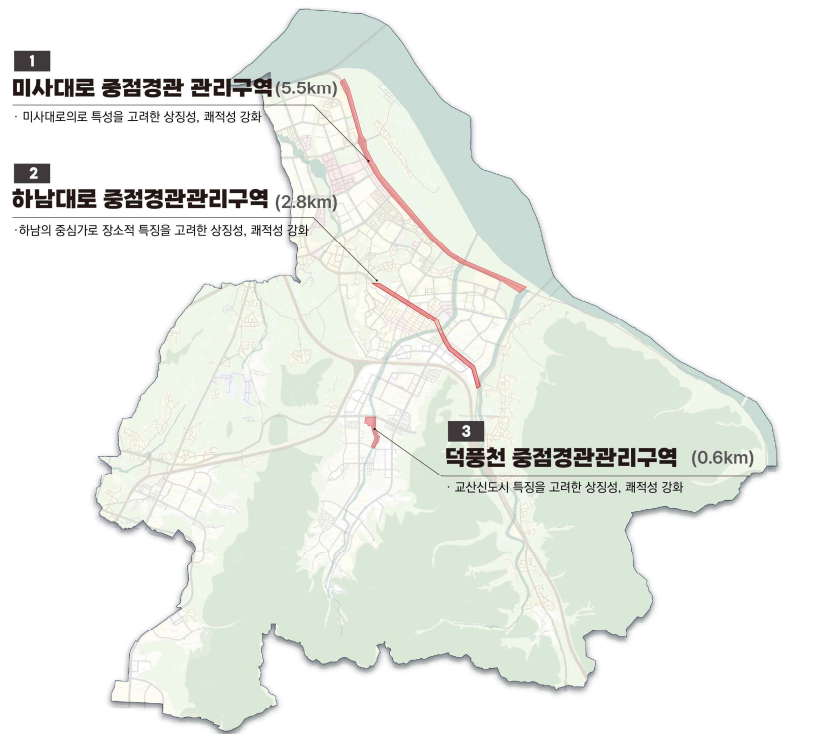 1
미사대로 중점경관 관리구역(5.5km)
· 미사대로의로 특성을 고려한 상징성, 쾌적성 강화
2
하남대로 중점경관관리구역 (2.8km)
·하남의 중심가로 장소적 특징을 고려한 상징성, 쾌적성 강화
3
덕풍천 중점경관관리구역 (0.6km)
· 교산신도시 특징을 고려한 상징성, 쾌적성 강화